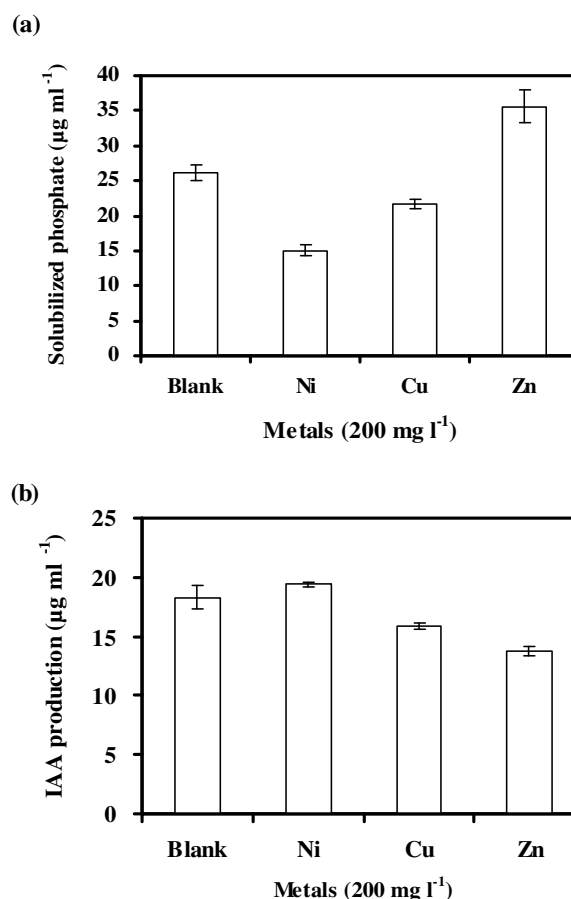 (a)
Solubilized phosphate (µg ml⁻¹)
40
35
30
25
20
15
10
5
0
Blank Ni Cu Zn
Metals (200 mg l⁻¹)
(b)
IAA production (µg ml⁻¹)
25
20
15
10
5
0
Blank Ni Cu Zn
Metals (200 mg l⁻¹)